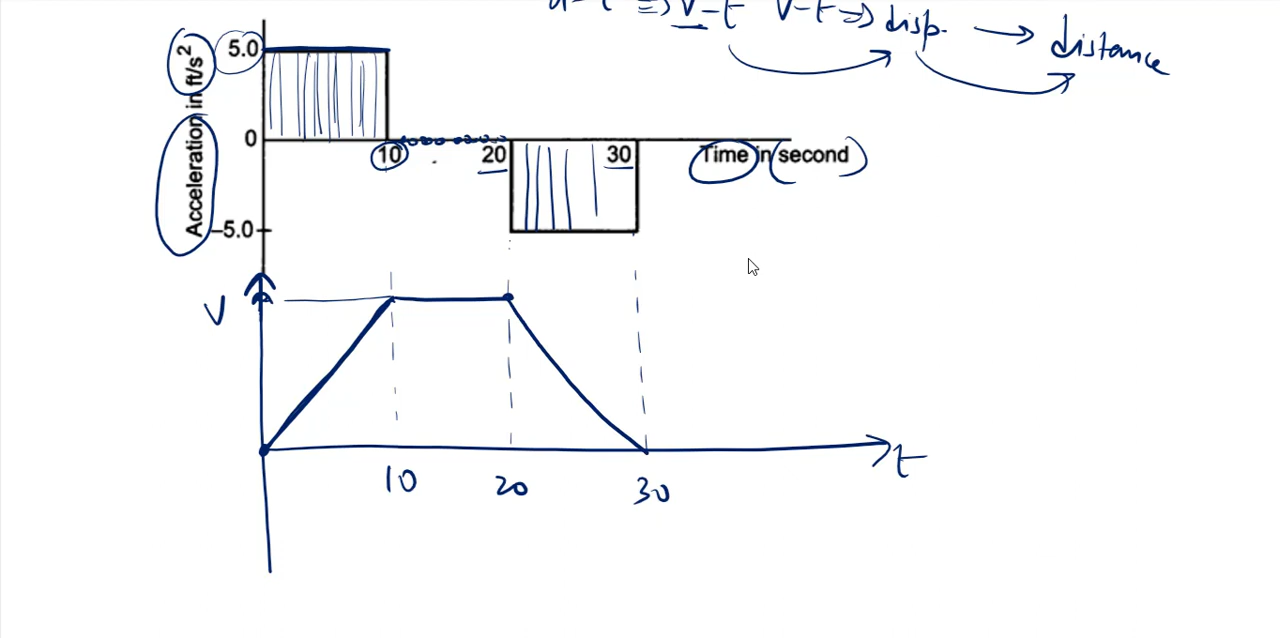 a-t ⇒ v-t v-t ⇒ disp. → distance
Acceleration in ft/s²
5.0
0
10 20 30 Time in second
-5.0
V
t
10 20 30